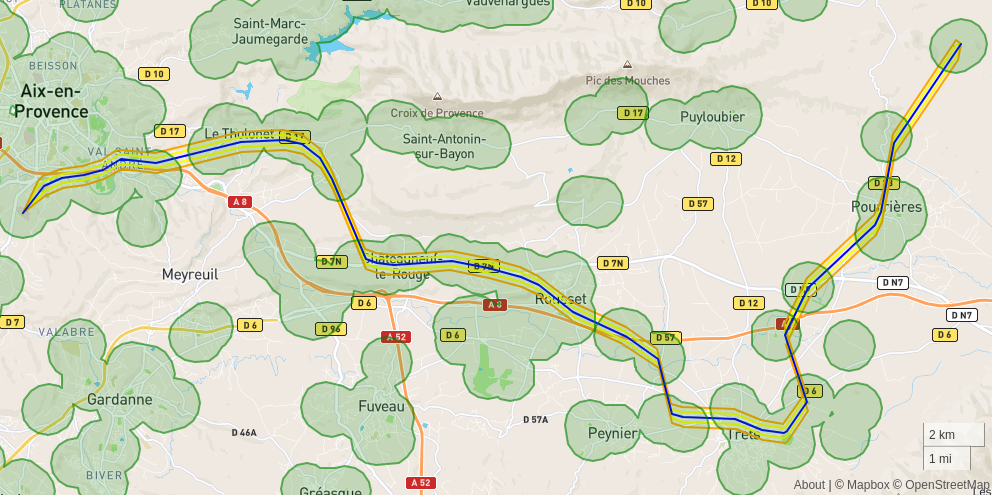 PLATANES
Saint-Marc-
Jaumegarde
Vauvenargues
D 10
D 10
BEISSON
D 10
Aix-en-
Provence
Pic des Mouches
Croix de Provence
D 17
Puyloubier
D 17
Le Tholonet
D 17
Saint-Antonin-
sur-Bayon
VAL SAINT
ANDRÉ
D 12
D 23
A 8
D 57
Pourrières
Meyreuil
D 7N
Châteauneuf-
le-Rouge
D 7N
D 7N
D N7
D 6
A 8
Rousset
D 12
D N7
D 7
VALABRE
D 6
D 96
A 52
D 6
D 57
D 6
Gardanne
Fuveau
D 6
D 46A
D 57A
Peynier
Trets
2 km
1 mi
BIVER
A 52
Gréasque
About | © Mapbox © OpenStreetMap